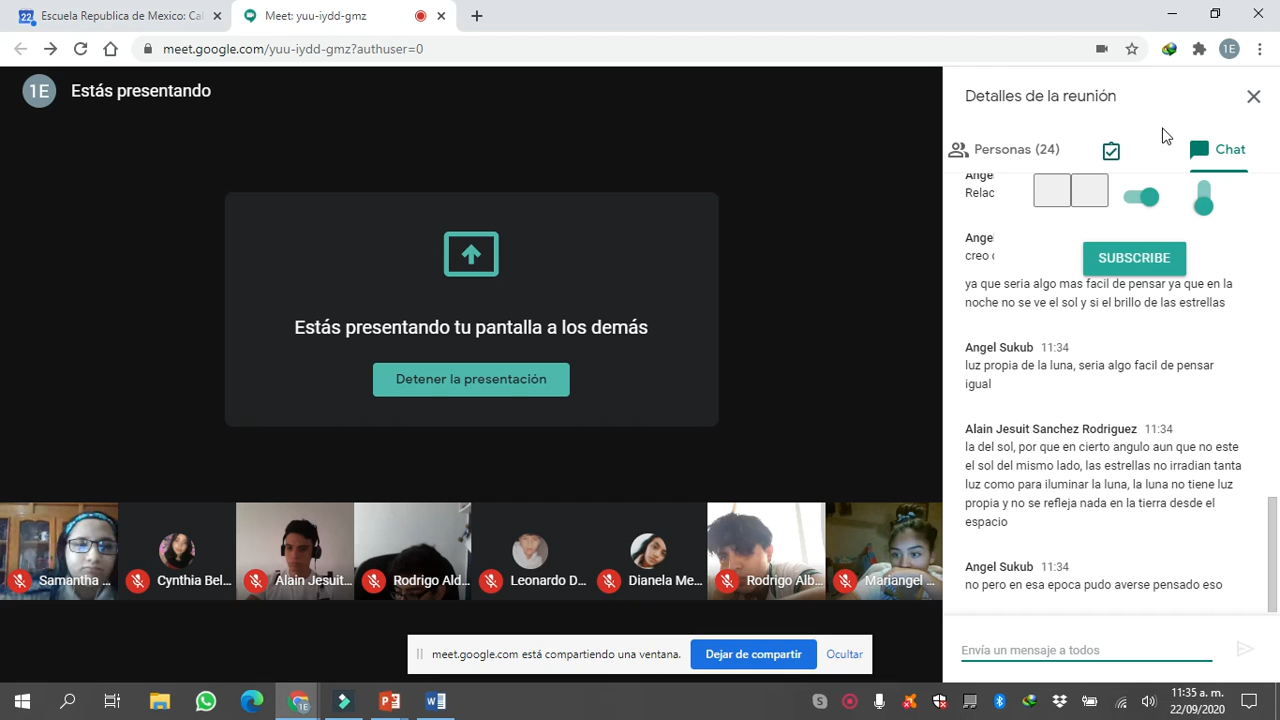 Escuela Republica de Mexico: Cal
Meet: yuu-iydd-gmz
meet.google.com/yuu-iydd-gmz?authuser=0
1E
1E Estás presentando
Detalles de la reunión
Personas (24)
Chat
Estás presentando tu pantalla a los demás
Detener la presentación
Ange
Relac
Ange
creo
SUBSCRIBE
ya que seria algo mas facil de pensar ya que en la
noche no se ve el sol y si el brillo de las estrellas
Angel Sukub 11:34
luz propia de la luna, seria algo facil de pensar
igual
Alain Jesuit Sanchez Rodriguez 11:34
la del sol, por que en cierto angulo aun que no este
el sol del mismo lado, las estrellas no irradian tanta
luz como para iluminar la luna, la luna no tiene luz
propia y no se refleja nada en la tierra desde el
espacio
Angel Sukub 11:34
no pero en esa epoca pudo averse pensado eso
Envía un mensaje a todos
Samantha ...
Cynthia Bel...
Alain Jesuit...
Rodrigo Ald...
Leonardo D...
Dianela Me...
Rodrigo Alb...
Mariangel ...
meet.google.com está compartiendo una ventana.
Dejar de compartir
Ocultar
11:35 a. m.
22/09/2020